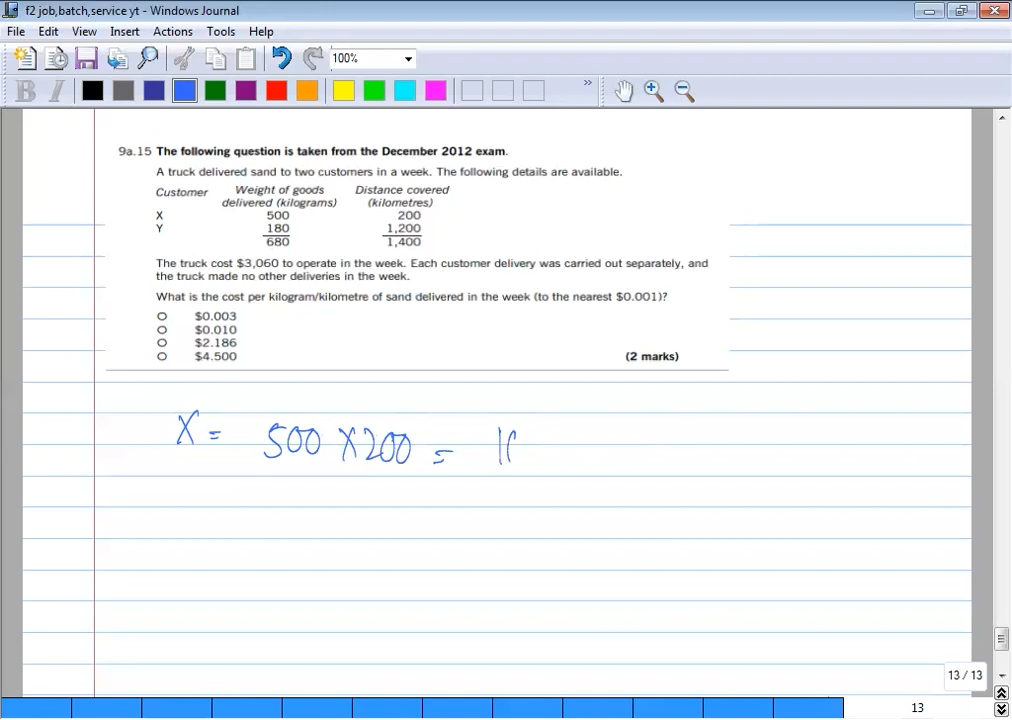 f2 job,batch,service yt - Windows Journal
File Edit View Insert Actions Tools Help
100%
B I
9a.15 The following question is taken from the December 2012 exam.
A truck delivered sand to two customers in a week. The following details are available.
Customer Weight of goods delivered (kilograms) Distance covered (kilometres)
X 500 200
Y 180 1,200
680 1,400
The truck cost $3,060 to operate in the week. Each customer delivery was carried out separately, and
the truck made no other deliveries in the week.
What is the cost per kilogram/kilometre of sand delivered in the week (to the nearest $0.001)?
O $0.003
O $0.010
O $2.186
O $4.500 (2 marks)
X = 500 X 200 =
13 / 13
13